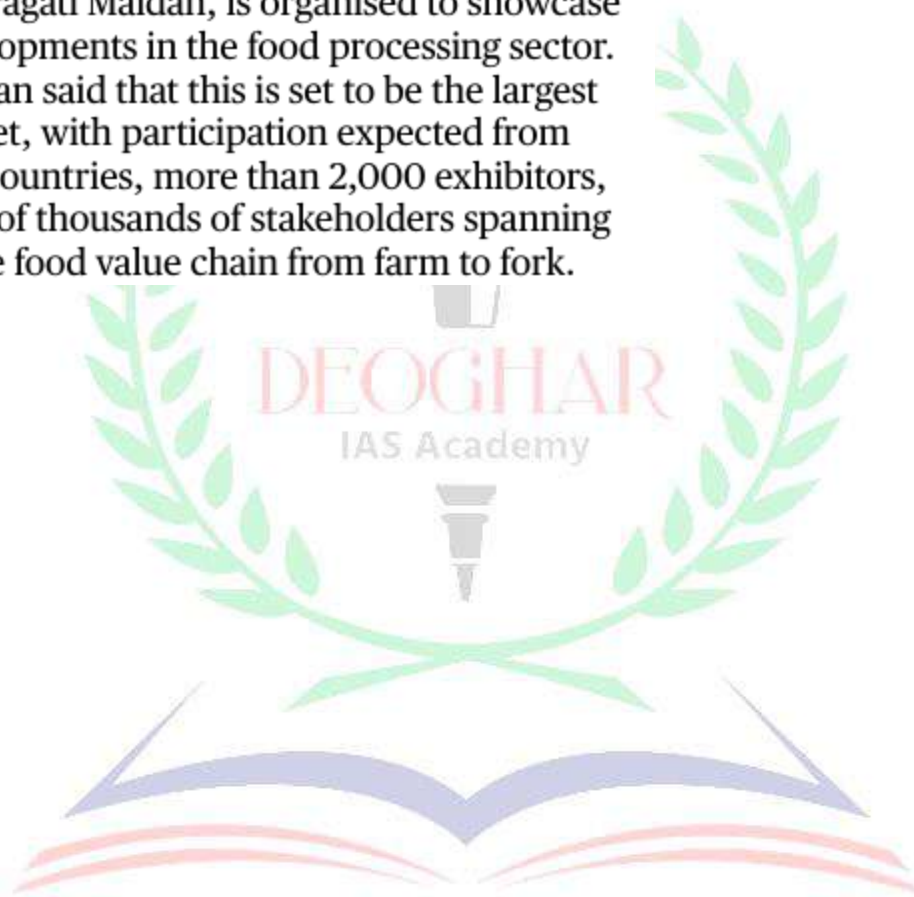 Maidan, is organised to showcase
opments in the food processing sector.
an said that this is set to be the largest
et, with participation expected from
ountries, more than 2,000 exhibitors,
of thousands of stakeholders spanning
e food value chain from farm to fork.
DEOGHAR
IAS Academy